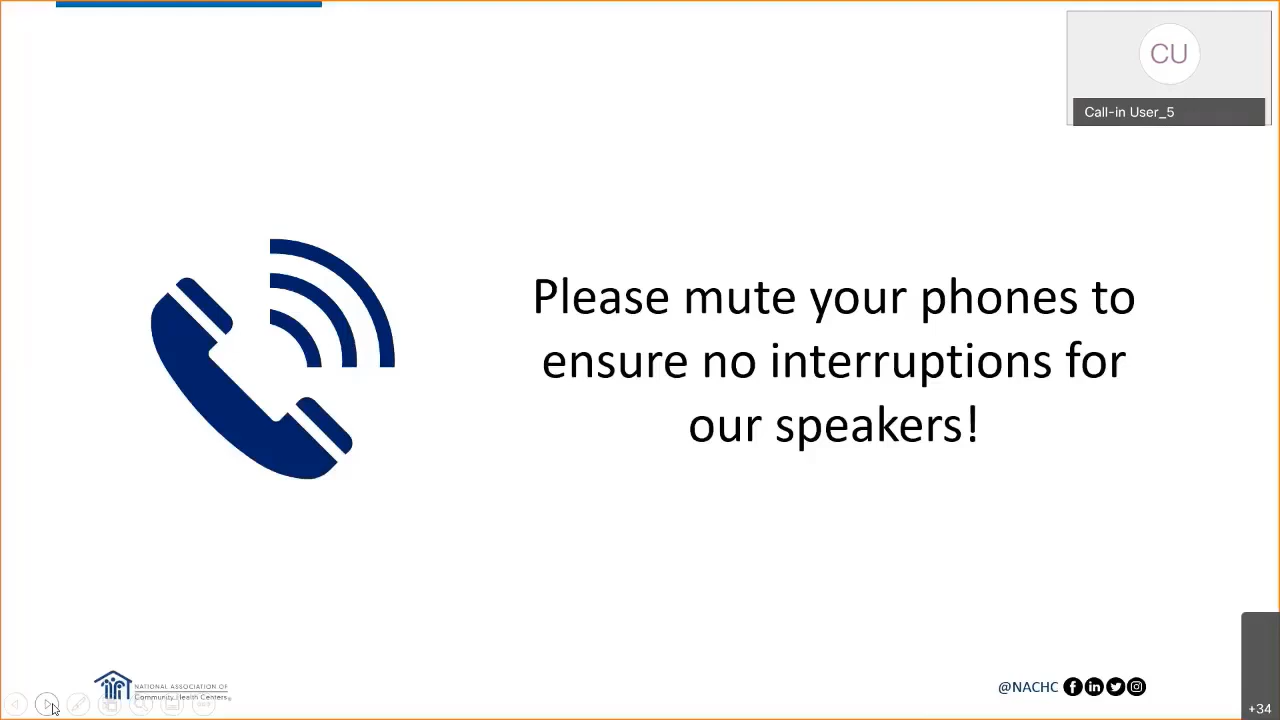 CU
Call-in User_5
Please mute your phones to
ensure no interruptions for
our speakers!
NATIONAL ASSOCIATION OF
Community Health Centers®
@NACHC
+34